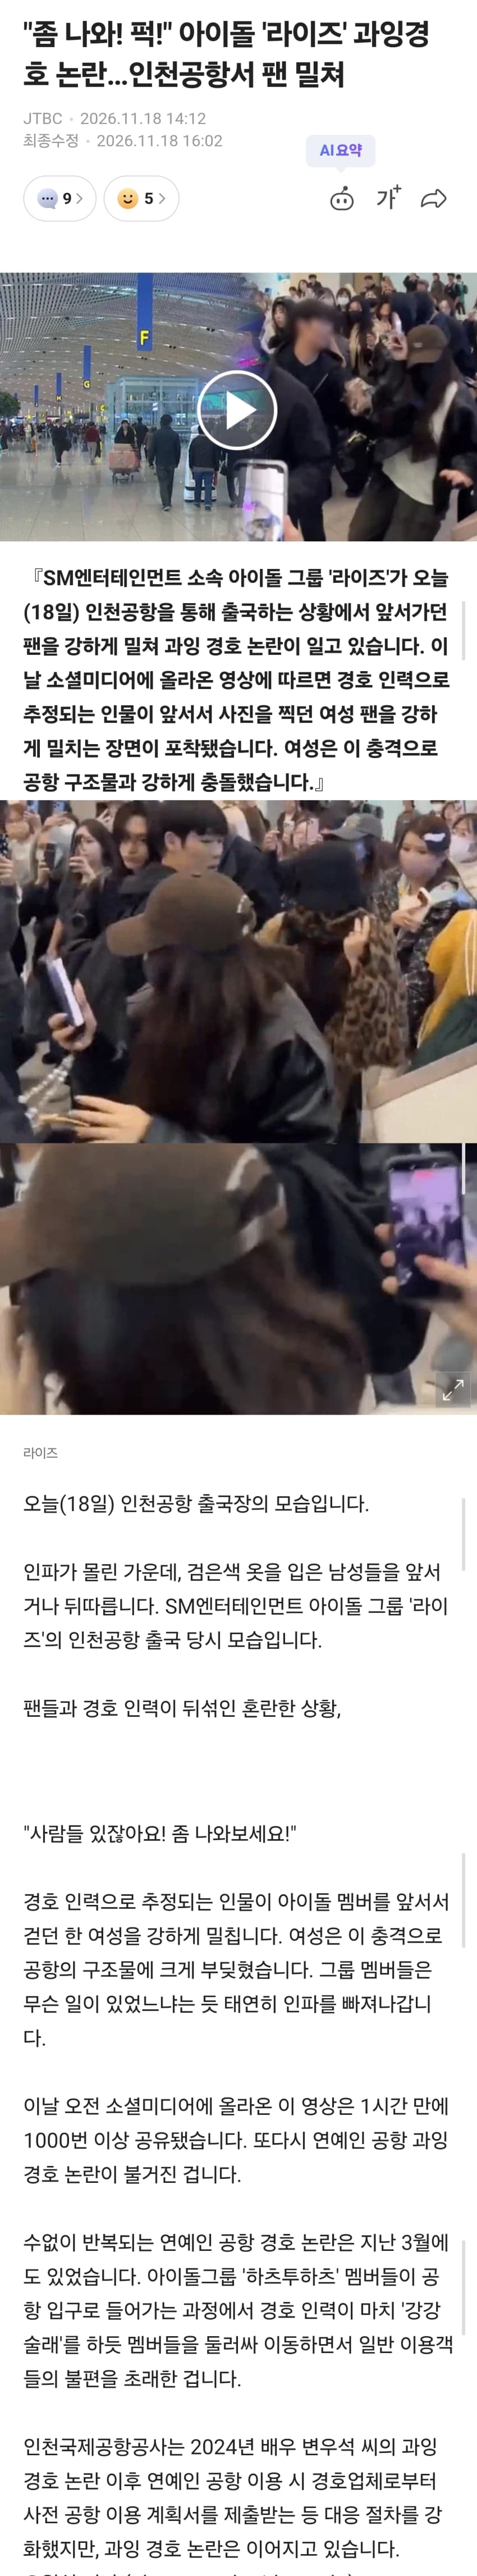 "좀 나와! 퍽!" 아이돌 '라이즈' 과잉경
호 논란…인천공항서 팬 밀쳐
JTBC · 2026.11.18 14:12
최종수정 · 2026.11.18 16:02
AI요약
9
5
가+
F
G
H
『SM엔터테인먼트 소속 아이돌 그룹 '라이즈'가 오늘
(18일) 인천공항을 통해 출국하는 상황에서 앞서가던
팬을 강하게 밀쳐 과잉 경호 논란이 일고 있습니다. 이
날 소셜미디어에 올라온 영상에 따르면 경호 인력으로
추정되는 인물이 앞서서 사진을 찍던 여성 팬을 강하
게 밀치는 장면이 포착됐습니다. 여성은 이 충격으로
공항 구조물과 강하게 충돌했습니다.』
라이즈
오늘(18일) 인천공항 출국장의 모습입니다.
인파가 몰린 가운데, 검은색 옷을 입은 남성들을 앞서
거나 뒤따릅니다. SM엔터테인먼트 아이돌 그룹 '라이
즈'의 인천공항 출국 당시 모습입니다.
팬들과 경호 인력이 뒤섞인 혼란한 상황,
"사람들 있잖아요! 좀 나와보세요!"
경호 인력으로 추정되는 인물이 아이돌 멤버를 앞서서
걷던 한 여성을 강하게 밀칩니다. 여성은 이 충격으로
공항의 구조물에 크게 부딪혔습니다. 그룹 멤버들은
무슨 일이 있었느냐는 듯 태연히 인파를 빠져나갑니
다.
이날 오전 소셜미디어에 올라온 이 영상은 1시간 만에
1000번 이상 공유됐습니다. 또다시 연예인 공항 과잉
경호 논란이 불거진 겁니다.
수없이 반복되는 연예인 공항 경호 논란은 지난 3월에
도 있었습니다. 아이돌그룹 '하츠투하츠' 멤버들이 공
항 입구로 들어가는 과정에서 경호 인력이 마치 '강강
술래'를 하듯 멤버들을 둘러싸 이동하면서 일반 이용객
들의 불편을 초래한 겁니다.
인천국제공항공사는 2024년 배우 변우석 씨의 과잉
경호 논란 이후 연예인 공항 이용 시 경호업체로부터
사전 공항 이용 계획서를 제출받는 등 대응 절차를 강
화했지만, 과잉 경호 논란은 이어지고 있습니다.